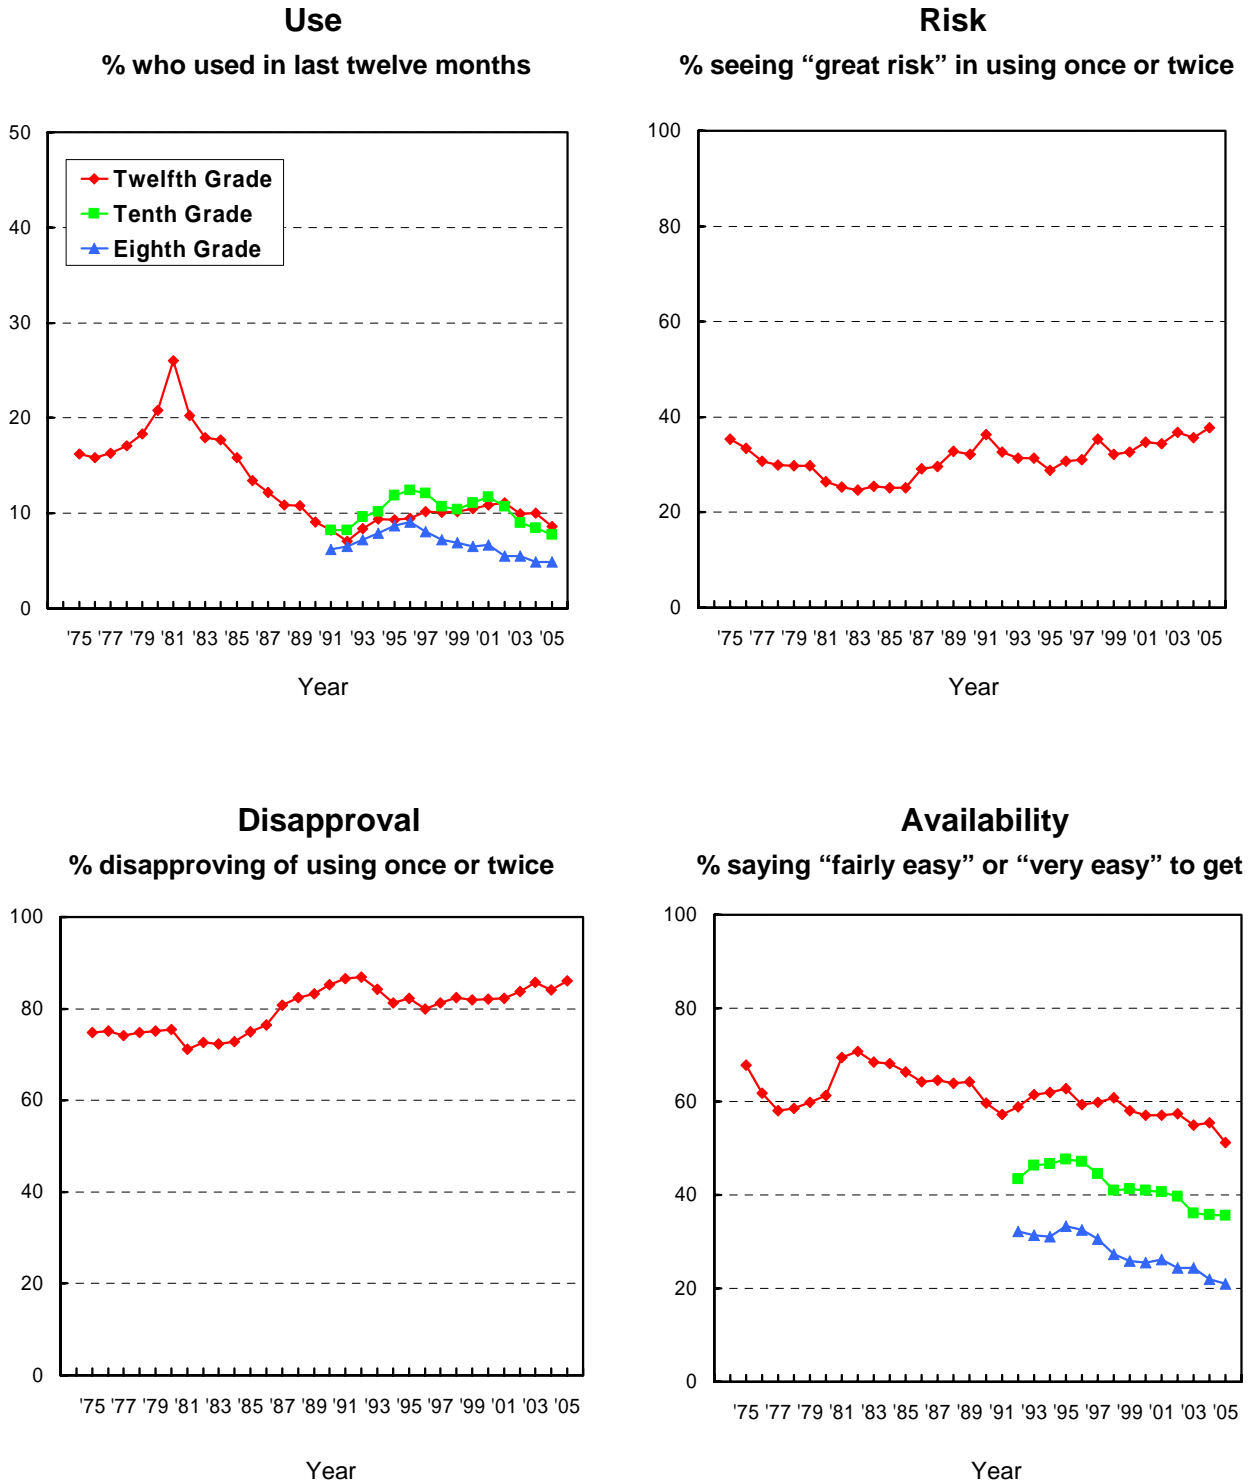 Use
% who used in last twelve months
50
40
30
20
10
0
Twelfth Grade
Tenth Grade
Eighth Grade
'75 '77 '79 '81 '83 '85 '87 '89 '91 '93 '95 '97 '99 '01 '03 '05
Year
Risk
% seeing “great risk” in using once or twice
100
80
60
40
20
0
'75 '77 '79 '81 '83 '85 '87 '89 '91 '93 '95 '97 '99 '01 '03 '05
Year
Disapproval
% disapproving of using once or twice
100
80
60
40
20
0
'75 '77 '79 '81 '83 '85 '87 '89 '91 '93 '95 '97 '99 '01 '03 '05
Year
Availability
% saying “fairly easy” or “very easy” to get
100
80
60
40
20
0
'75 '77 '79 '81 '83 '85 '87 '89 '91 '93 '95 '97 '99 '01 '03 '05
Year